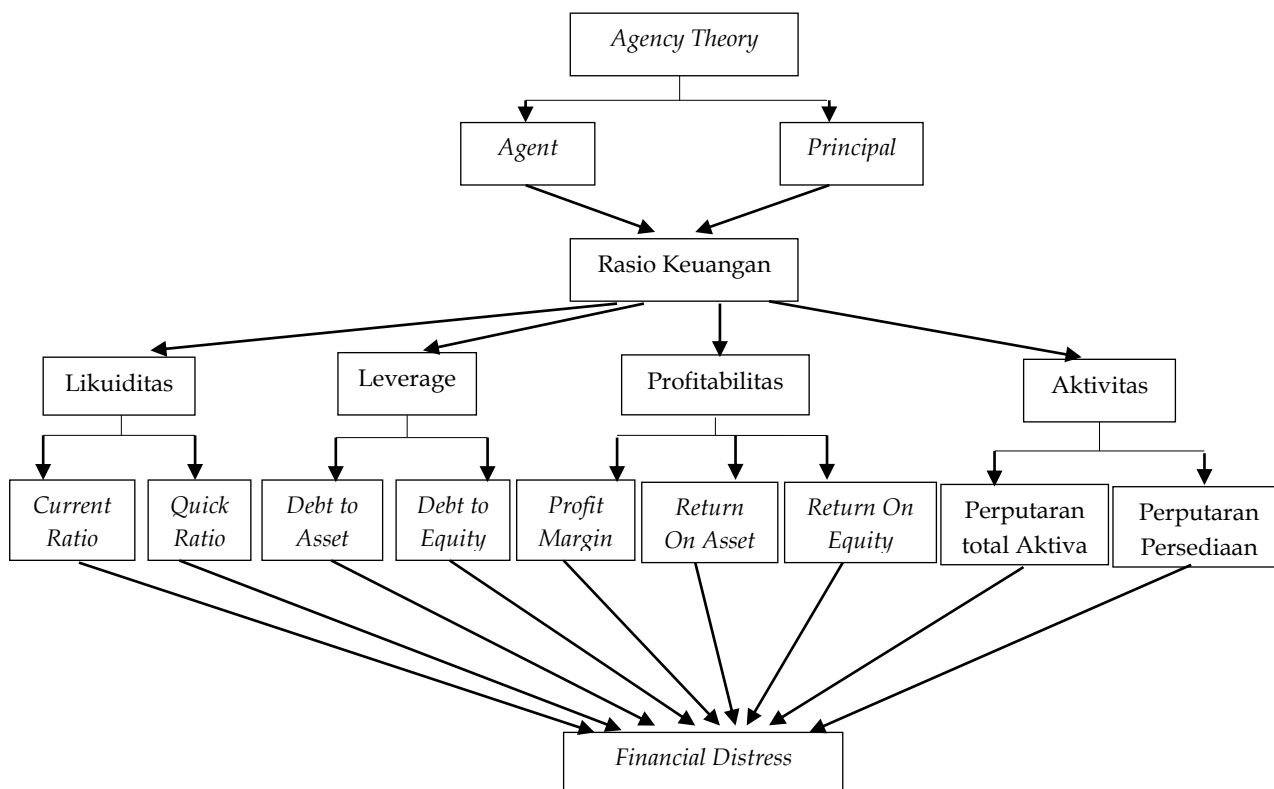 Agency Theory
Agent
Principal
Rasio Keuangan
Likuiditas
Leverage
Profitabilitas
Aktivitas
Current
Ratio
Quick
Ratio
Debt to
Asset
Debt to
Equity
Profit
Margin
Return
On Asset
Return On
Equity
Perputaran
total Aktiva
Perputaran
Persediaan
Financial Distress